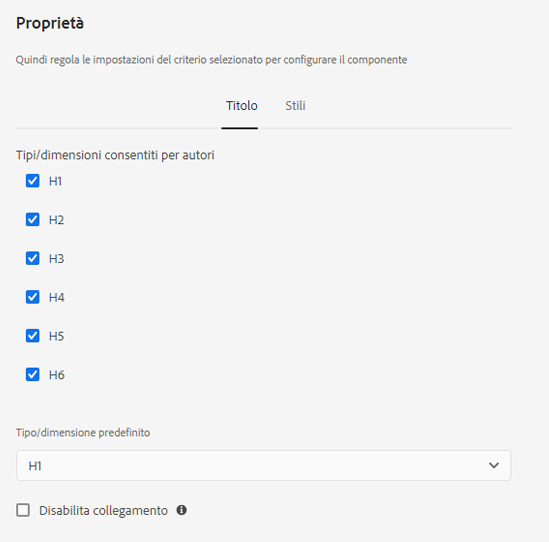 Proprietà
Quindi regola le impostazioni del criterio selezionato per configurare il componente
Titolo Stili
Tipi/dimensioni consentiti per autori
H1
H2
H3
H4
H5
H6
Tipo/dimensione predefinito
H1
Disabilita collegamento